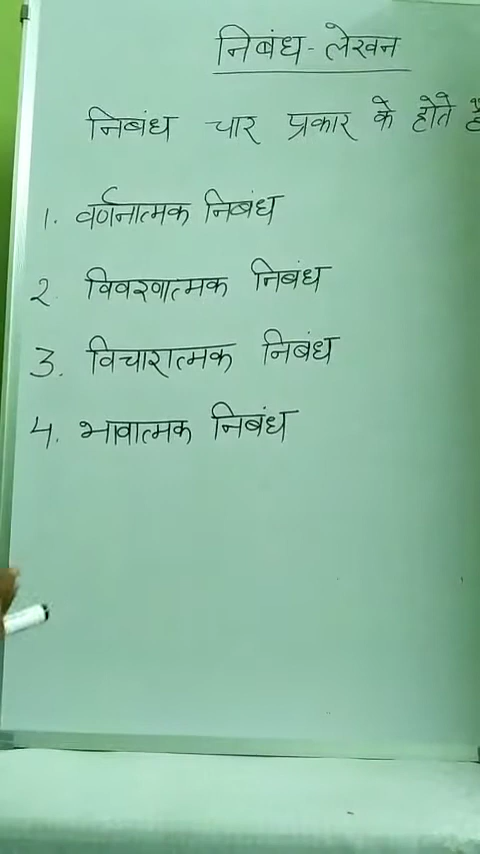 निबंध - लेखन
निबंध चार प्रकार के होते हैं
1. वर्णनात्मक निबंध
2. विवरणात्मक निबंध
3. विचारात्मक निबंध
4. भावात्मक निबंध